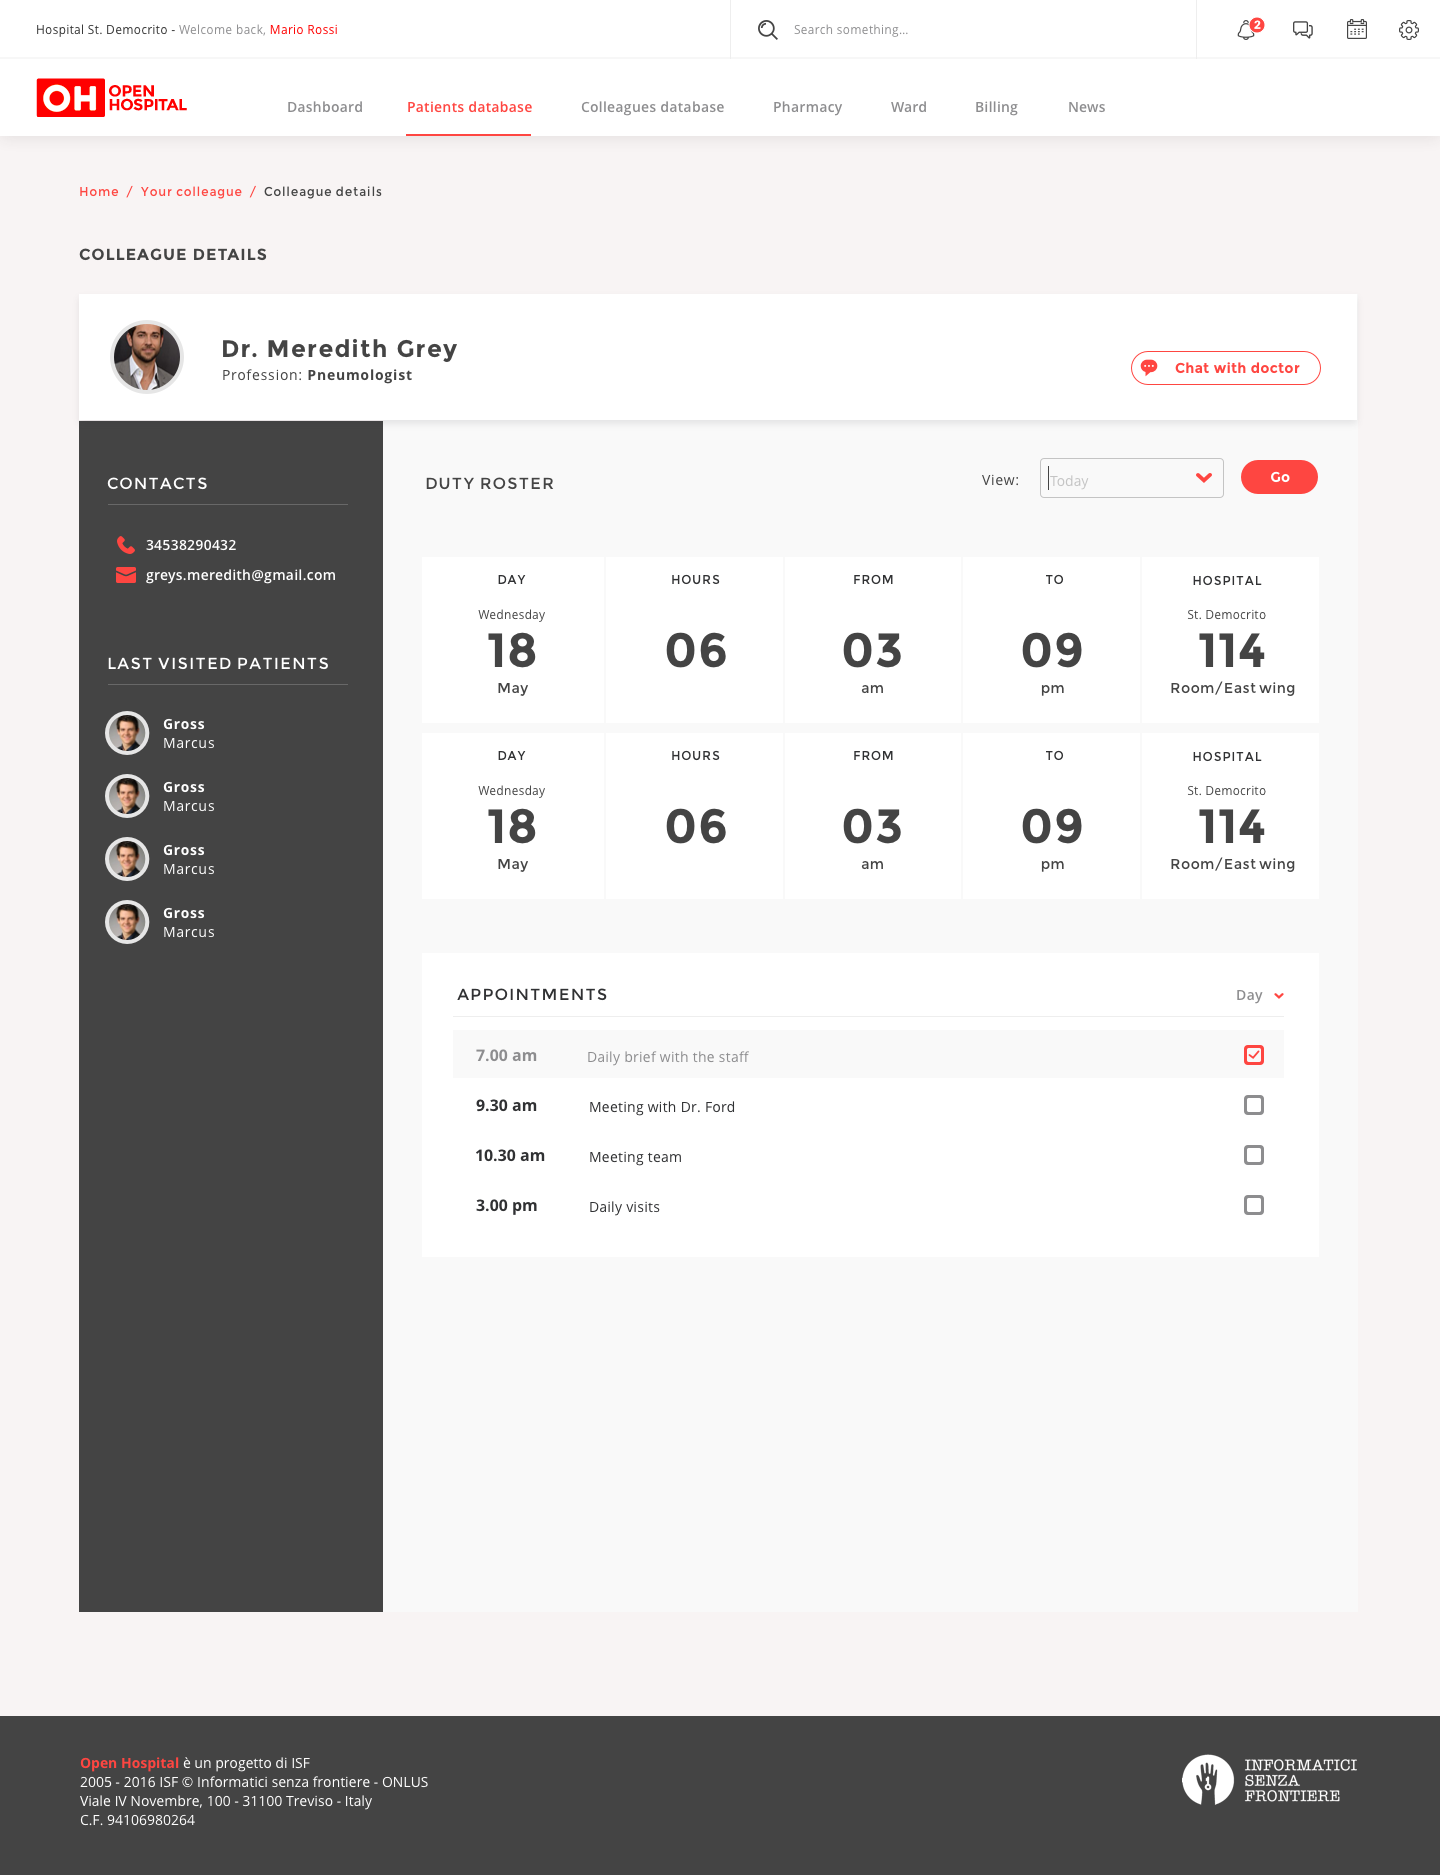 Hospital St. Democrito - Welcome back, Mario Rossi
Search something...
2
OH OPEN HOSPITAL
Dashboard
Patients database
Colleagues database
Pharmacy
Ward
Billing
News
Home / Your colleague / Colleague details
COLLEAGUE DETAILS
Dr. Meredith Grey
Profession: Pneumologist
Chat with doctor
CONTACTS
34538290432
greys.meredith@gmail.com
LAST VISITED PATIENTS
Gross
Marcus
Gross
Marcus
Gross
Marcus
Gross
Marcus
DUTY ROSTER
View:
Today
Go
DAY HOURS FROM TO HOSPITAL
Wednesday St. Democrito
18 06 03 09 114
May am pm Room/East wing
DAY HOURS FROM TO HOSPITAL
Wednesday St. Democrito
18 06 03 09 114
May am pm Room/East wing
APPOINTMENTS
Day
7.00 am Daily brief with the staff
9.30 am Meeting with Dr. Ford
10.30 am Meeting team
3.00 pm Daily visits
Open Hospital è un progetto di ISF
2005 - 2016 ISF © Informatici senza frontiere - ONLUS
Viale IV Novembre, 100 - 31100 Treviso - Italy
C.F. 94106980264
INFORMATICI
SENZA
FRONTIERE